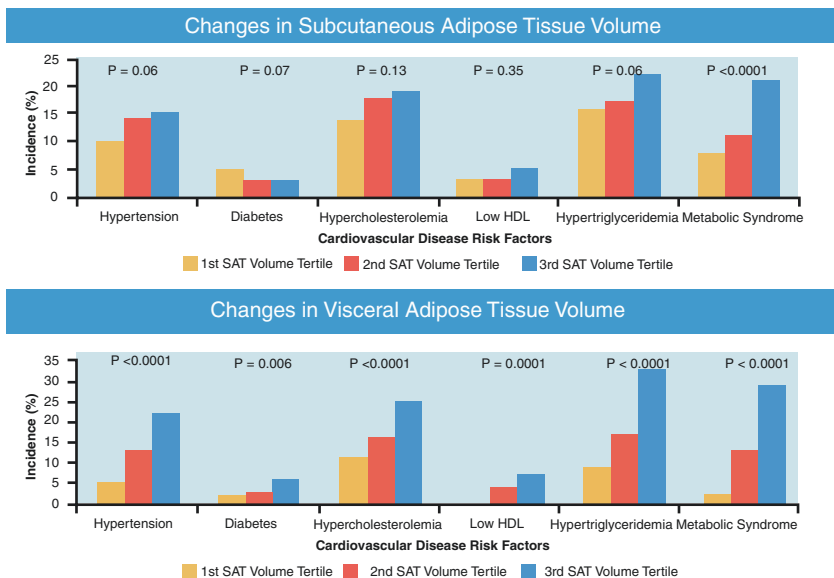 Changes in Subcutaneous Adipose Tissue Volume
25
20
15
10
5
0
Incidence (%)
P = 0.06 P = 0.07 P = 0.13 P = 0.35 P = 0.06 P <0.0001
Hypertension Diabetes Hypercholesterolemia Low HDL Hypertriglyceridemia Metabolic Syndrome
Cardiovascular Disease Risk Factors
1st SAT Volume Tertile 2nd SAT Volume Tertile 3rd SAT Volume Tertile
Changes in Visceral Adipose Tissue Volume
35
30
25
20
15
10
5
0
Incidence (%)
P <0.0001 P = 0.006 P <0.0001 P = 0.0001 P < 0.0001 P < 0.0001
Hypertension Diabetes Hypercholesterolemia Low HDL Hypertriglyceridemia Metabolic Syndrome
Cardiovascular Disease Risk Factors
1st SAT Volume Tertile 2nd SAT Volume Tertile 3rd SAT Volume Tertile